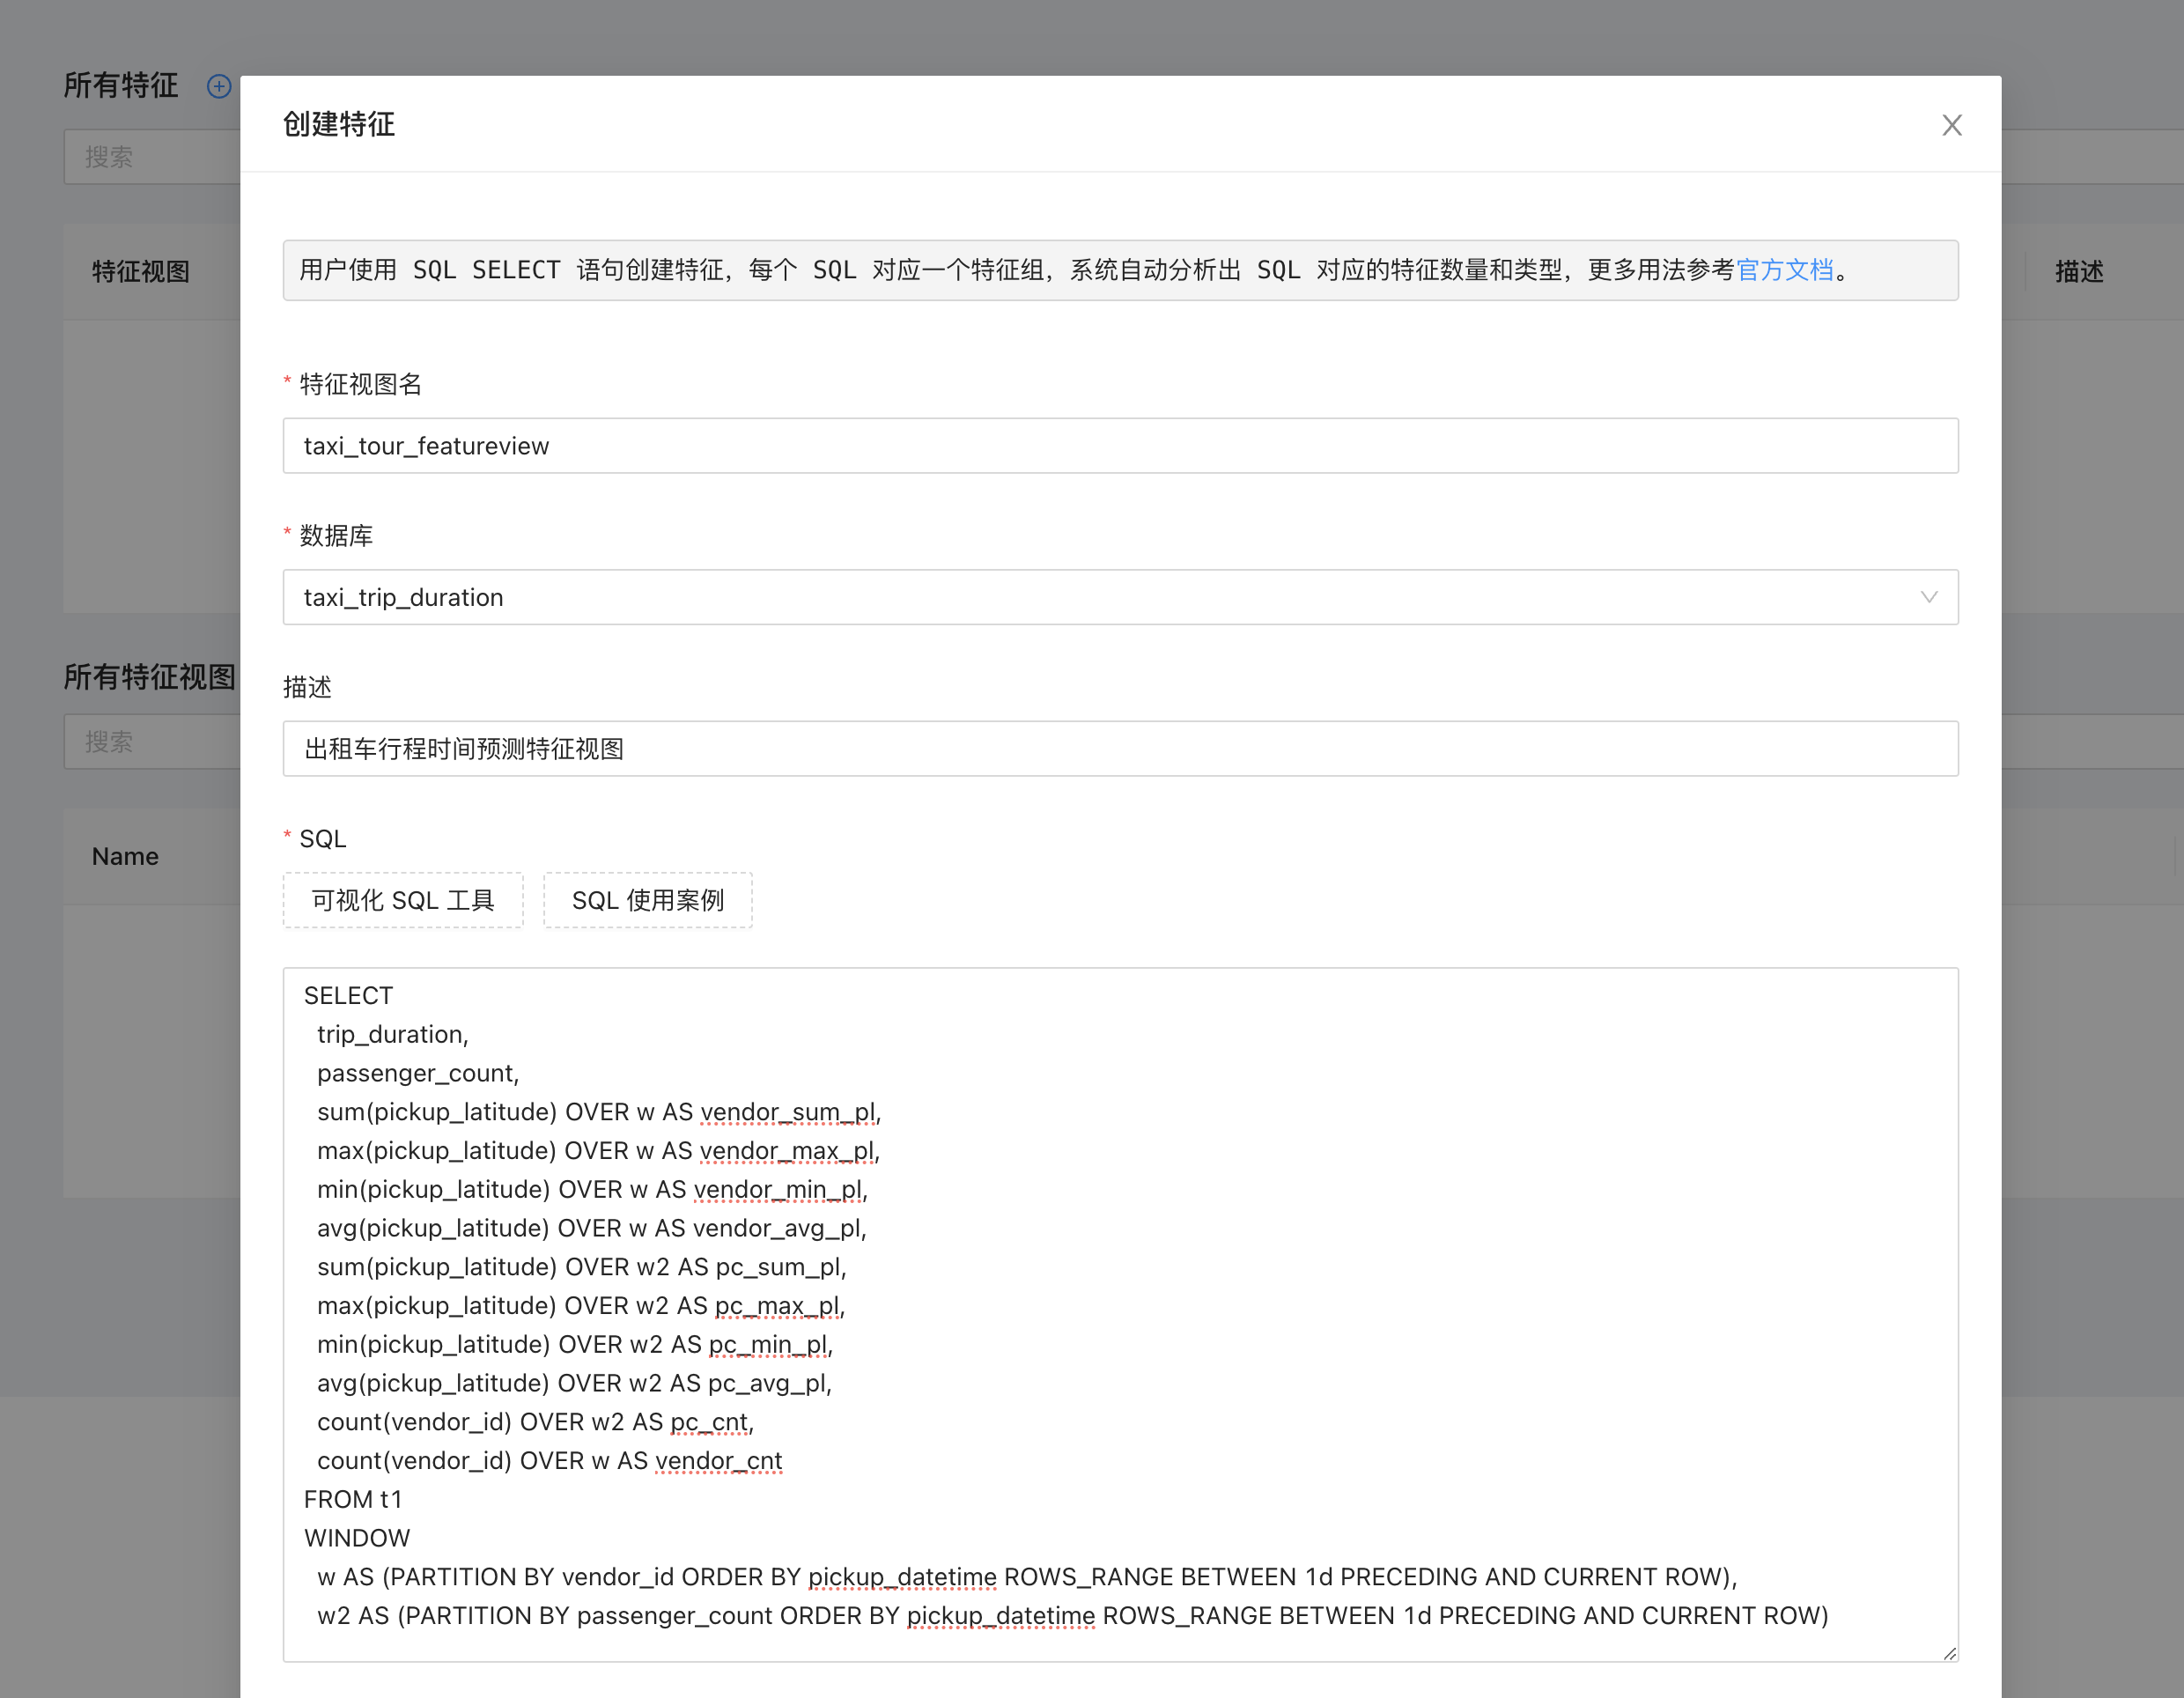 所有特征
创建特征
搜索
用户使用 SQL SELECT 语句创建特征，每个 SQL 对应一个特征组，系统自动分析出 SQL 对应的特征数量和类型，更多用法参考官方文档。
特征视图
描述
* 特征视图名
taxi_tour_featureview
* 数据库
taxi_trip_duration
所有特征视图
描述
搜索
出租车行程时间预测特征视图
* SQL
Name
可视化 SQL 工具
SQL 使用案例
SELECT
trip_duration,
passenger_count,
sum(pickup_latitude) OVER w AS vendor_sum_pl,
max(pickup_latitude) OVER w AS vendor_max_pl,
min(pickup_latitude) OVER w AS vendor_min_pl,
avg(pickup_latitude) OVER w AS vendor_avg_pl,
sum(pickup_latitude) OVER w2 AS pc_sum_pl,
max(pickup_latitude) OVER w2 AS pc_max_pl,
min(pickup_latitude) OVER w2 AS pc_min_pl,
avg(pickup_latitude) OVER w2 AS pc_avg_pl,
count(vendor_id) OVER w2 AS pc_cnt,
count(vendor_id) OVER w AS vendor_cnt
FROM t1
WINDOW
w AS (PARTITION BY vendor_id ORDER BY pickup_datetime ROWS_RANGE BETWEEN 1d PRECEDING AND CURRENT ROW),
w2 AS (PARTITION BY passenger_count ORDER BY pickup_datetime ROWS_RANGE BETWEEN 1d PRECEDING AND CURRENT ROW)